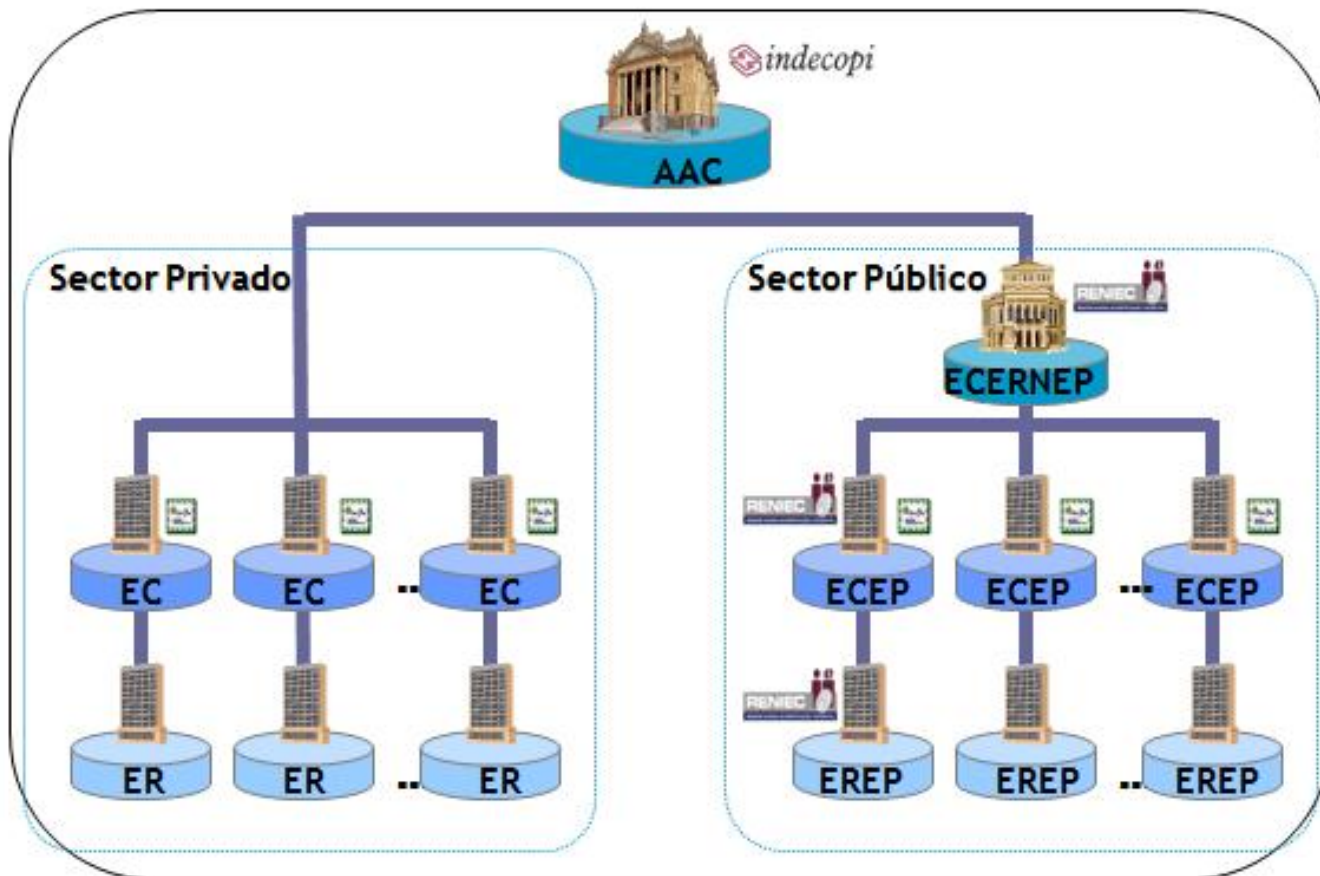 indecopi
AAC
Sector Privado
Sector Público
RENIEC
ECERNEP
RENIEC
EC
EC
..
EC
ECEP
ECEP
...
ECEP
RENIEC
ER
ER
..
ER
EREP
EREP
..
EREP